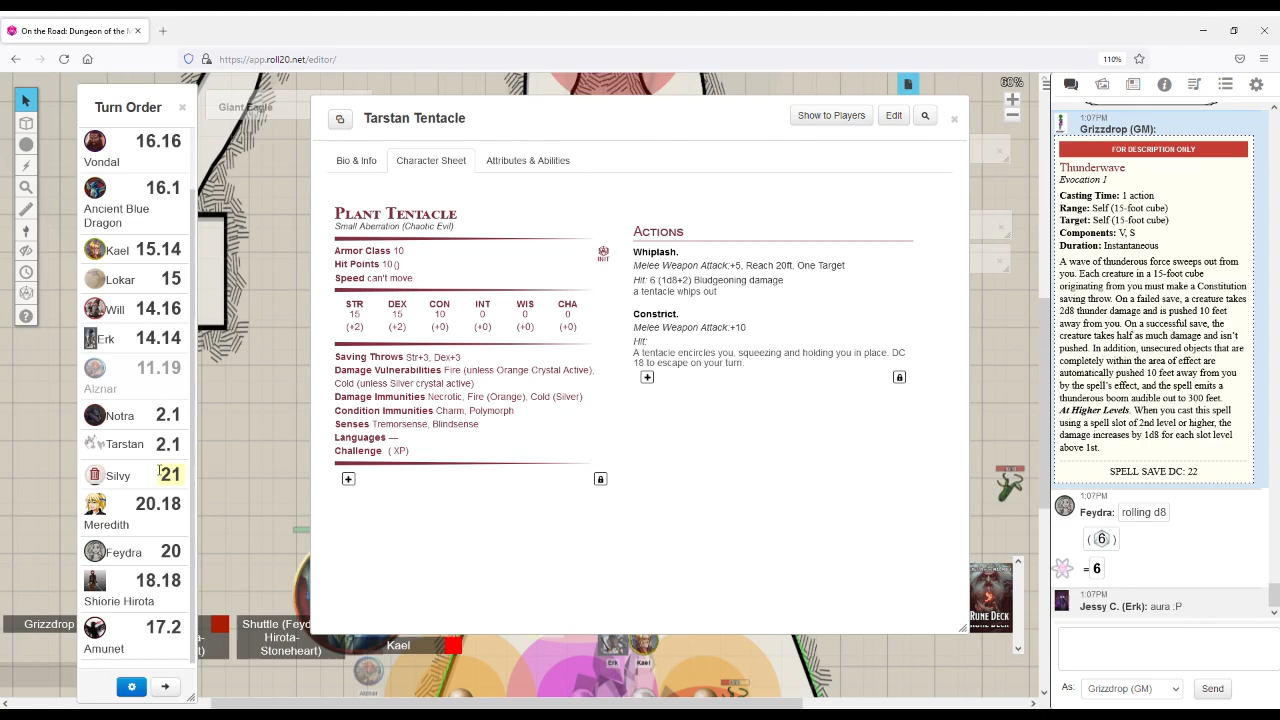 On the Road: Dungeon of the M
https://app.roll20.net/editor/
110%
Turn Order
Vondal
16.16
16.1
Ancient Blue
Dragon
Kael 15.14
Lokar 15
Will 14.16
Erk 14.14
11.19
Alznar
Notra 2.1
Tarstan 2.1
Silvy 21
20.18
Meredith
Feydra 20
18.18
Shiorie Hirota
17.2
Amunet
Giant Eagle
Tarstan Tentacle
Show to Players
Edit
Bio & Info
Character Sheet
Attributes & Abilities
Plant Tentacle
Small Aberration (Chaotic Evil)
Armor Class 10
Hit Points 10 ()
Speed can't move
INIT
STR DEX CON INT WIS CHA
15 15 10 0 0 0
(+2) (+2) (+0) (+0) (+0) (+0)
Saving Throws Str+3, Dex+3
Damage Vulnerabilities Fire (unless Orange Crystal Active),
Cold (unless Silver crystal active)
Damage Immunities Necrotic, Fire (Orange), Cold (Silver)
Condition Immunities Charm, Polymorph
Senses Tremorsense, Blindsense
Languages —
Challenge ( XP)
Actions
Whiplash.
Melee Weapon Attack:+5, Reach 20ft, One Target
Hit: 6 (1d8+2) Bludgeoning damage
a tentacle whips out
Constrict.
Melee Weapon Attack:+10
Hit:
A tentacle encircles you, squeezing and holding you in place. DC
18 to escape on your turn.
60%
1:07PM
Grizzdrop (GM):
FOR DESCRIPTION ONLY
Thunderwave
Evocation 1
Casting Time: 1 action
Range: Self (15-foot cube)
Target: Self (15-foot cube)
Components: V, S
Duration: Instantaneous
A wave of thunderous force sweeps out from
you. Each creature in a 15-foot cube
originating from you must make a Constitution
saving throw. On a failed save, a creature takes
2d8 thunder damage and is pushed 10 feet
away from you. On a successful save, the
creature takes half as much damage and isn't
pushed. In addition, unsecured objects that are
completely within the area of effect are
automatically pushed 10 feet away from you
by the spell's effect, and the spell emits a
thunderous boom audible out to 300 feet.
At Higher Levels. When you cast this spell
using a spell slot of 2nd level or higher, the
damage increases by 1d8 for each slot level
above 1st.
SPELL SAVE DC: 22
1:07PM
Feydra: rolling d8
( 6 )
= 6
1:07PM
Jessy C. (Erk): aura :P
As: Grizzdrop (GM)
Send
RUNE DECK
Grizzdrop
Shuttle (Feyd
Hirota-
Stoneheart)
Kael
Erk
Kael
Alznar